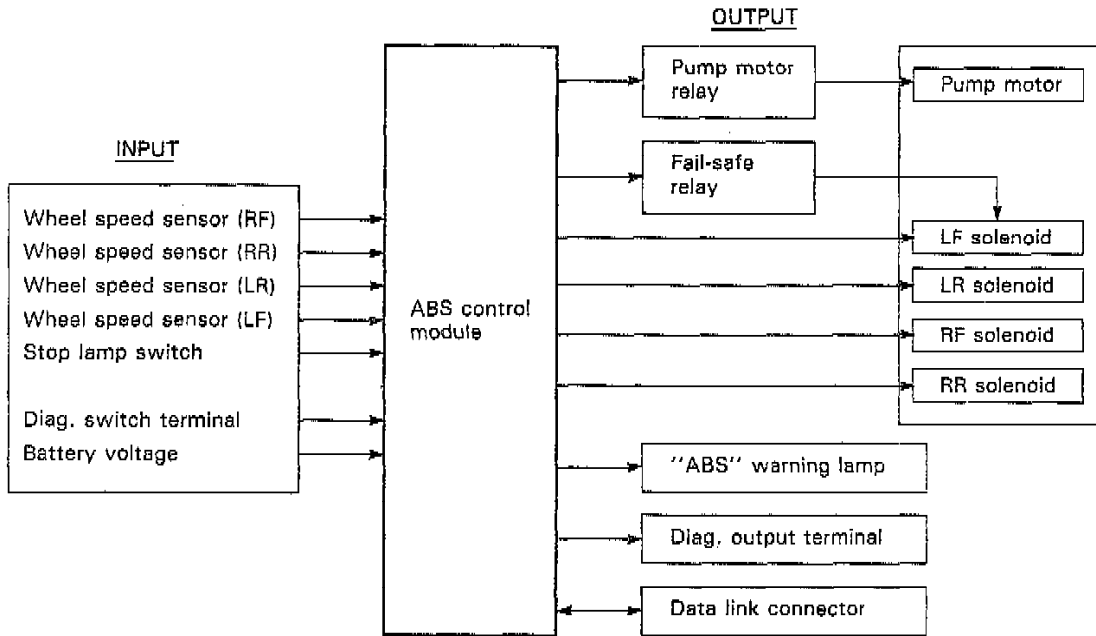 OUTPUT
INPUT
Wheel speed sensor (RF)
Wheel speed sensor (RR)
Wheel speed sensor (LR)
Wheel speed sensor (LF)
Stop lamp switch
Diag. switch terminal
Battery voltage
ABS control
module
Pump motor
relay
Fail-safe
relay
Pump motor
LF solenoid
LR solenoid
RF solenoid
RR solenoid
"ABS" warning lamp
Diag. output terminal
Data link connector